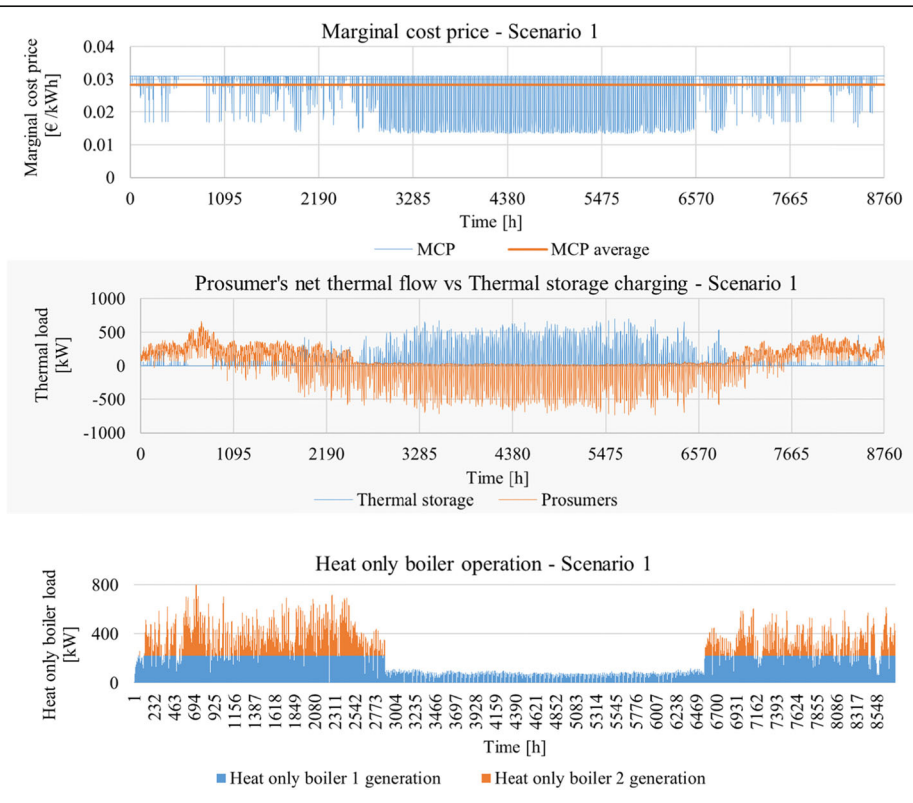 Marginal cost price - Scenario 1
Marginal cost price
[€ /kWh]
0.04
0.03
0.02
0.01
0
0 1095 2190 3285 4380 5475 6570 7665 8760
Time [h]
MCP MCP average
Prosumer's net thermal flow vs Thermal storage charging - Scenario 1
Thermal load
[kW]
1000
500
0
-500
-1000
0 1095 2190 3285 4380 5475 6570 7665 8760
Time [h]
Thermal storage Prosumers
Heat only boiler operation - Scenario 1
Heat only boiler load
[kW]
800
400
0
1 232 463 694 925 1156 1387 1618 1849 2080 2311 2542 2773 3004 3235 3466 3697 3928 4159 4390 4621 4852 5083 5314 5545 5776 6007 6238 6469 6700 6931 7162 7393 7624 7855 8086 8317 8548
Time [h]
Heat only boiler 1 generation Heat only boiler 2 generation